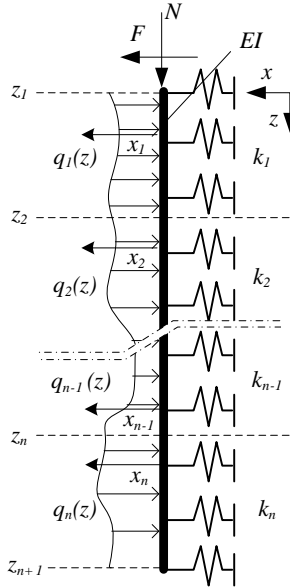 N
F
EI
z1
x
z
x1
q1(z)
k1
z2
x2
q2(z)
k2
qn-1(z)
kn-1
xn-1
zn
xn
qn(z)
kn
zn+1